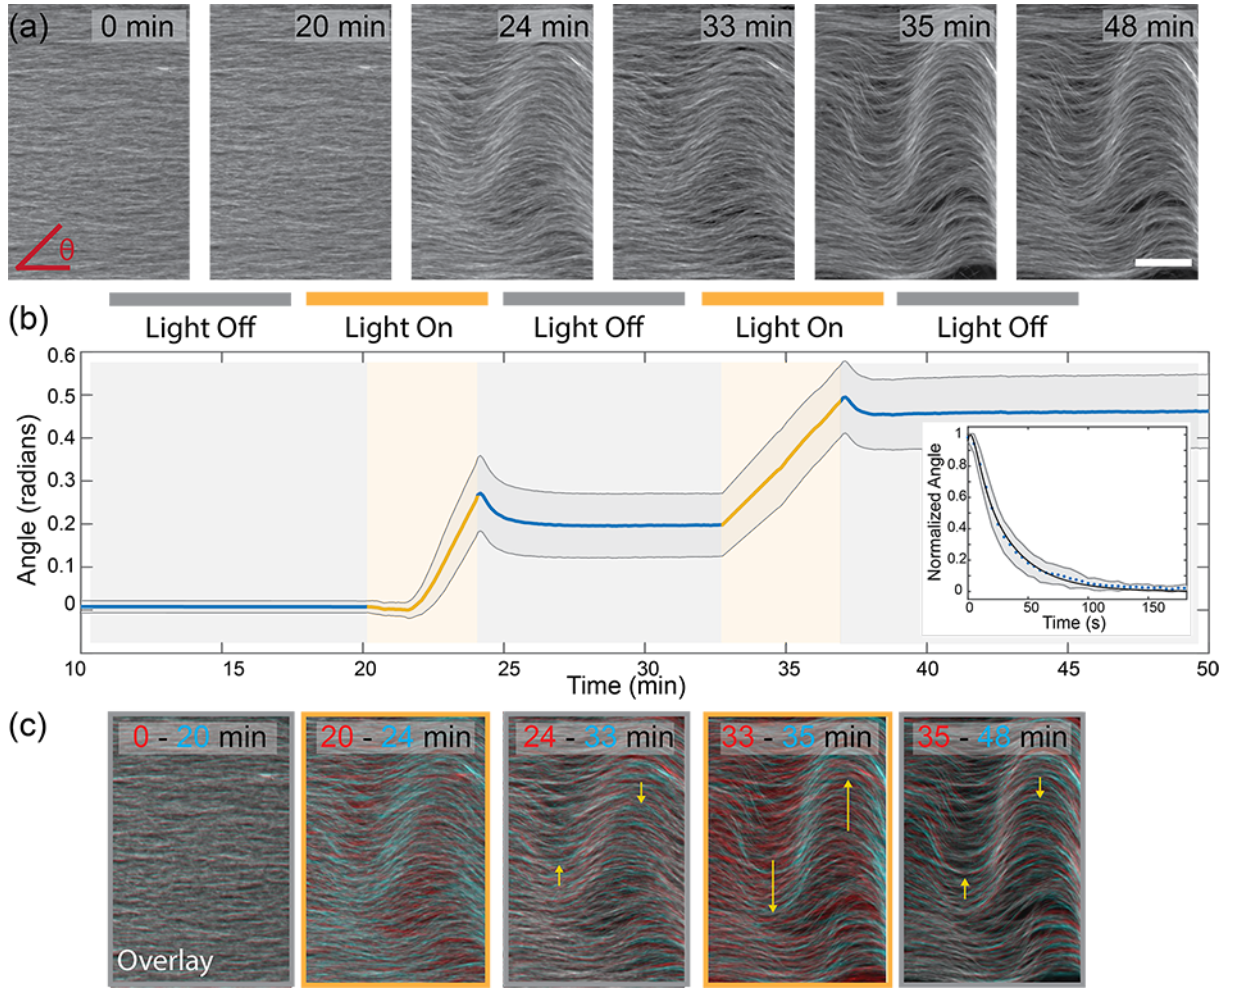 (a)
0 min
20 min
24 min
33 min
35 min
48 min
θ
(b)
Light Off
Light On
Light Off
Light On
Light Off
Angle (radians)
0.6
0.5
0.4
0.3
0.2
0.1
0
10
15
20
25
30
35
40
45
50
Time (min)
Normalized Angle
1
0.8
0.6
0.4
0.2
0
0
50
100
150
Time (s)
(c)
0 - 20 min
20 - 24 min
24 - 33 min
33 - 35 min
35 - 48 min
Overlay